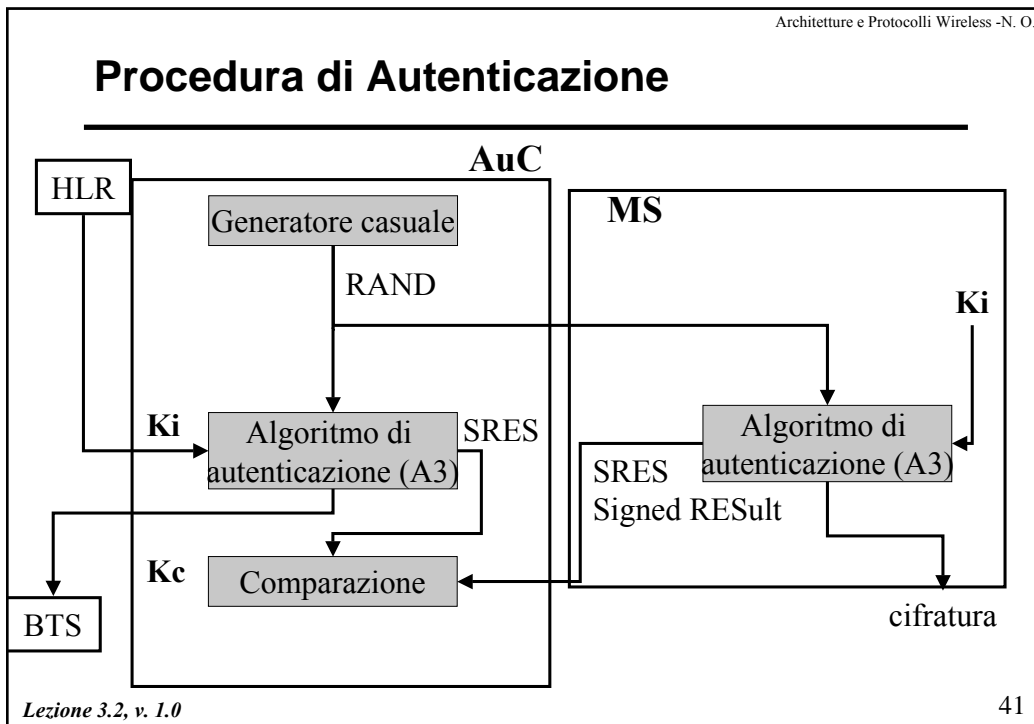 Architetture e Protocolli Wireless -N. O.
Procedura di Autenticazione
AuC
HLR
Generatore casuale
MS
RAND
Ki
Ki
Algoritmo di
autenticazione (A3)
SRES
Algoritmo di
autenticazione (A3)
SRES
Signed RESult
Kc
Comparazione
BTS
cifratura
Lezione 3.2, v. 1.0
41